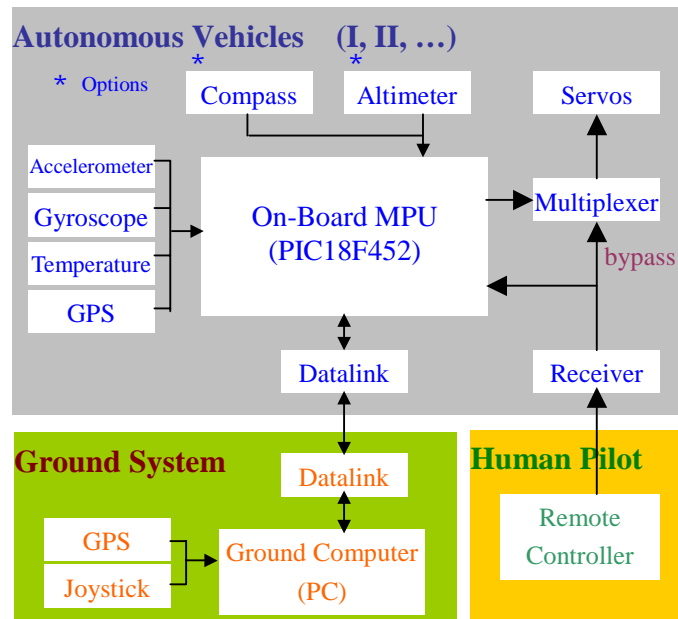 Autonomous Vehicles (I, II, …)
* *
* Options
Compass
Altimeter
Servos
Accelerometer
Gyroscope
Temperature
GPS
On-Board MPU
(PIC18F452)
Multiplexer
bypass
Datalink
Receiver
Ground System
Datalink
GPS
Joystick
Ground Computer
(PC)
Human Pilot
Remote
Controller